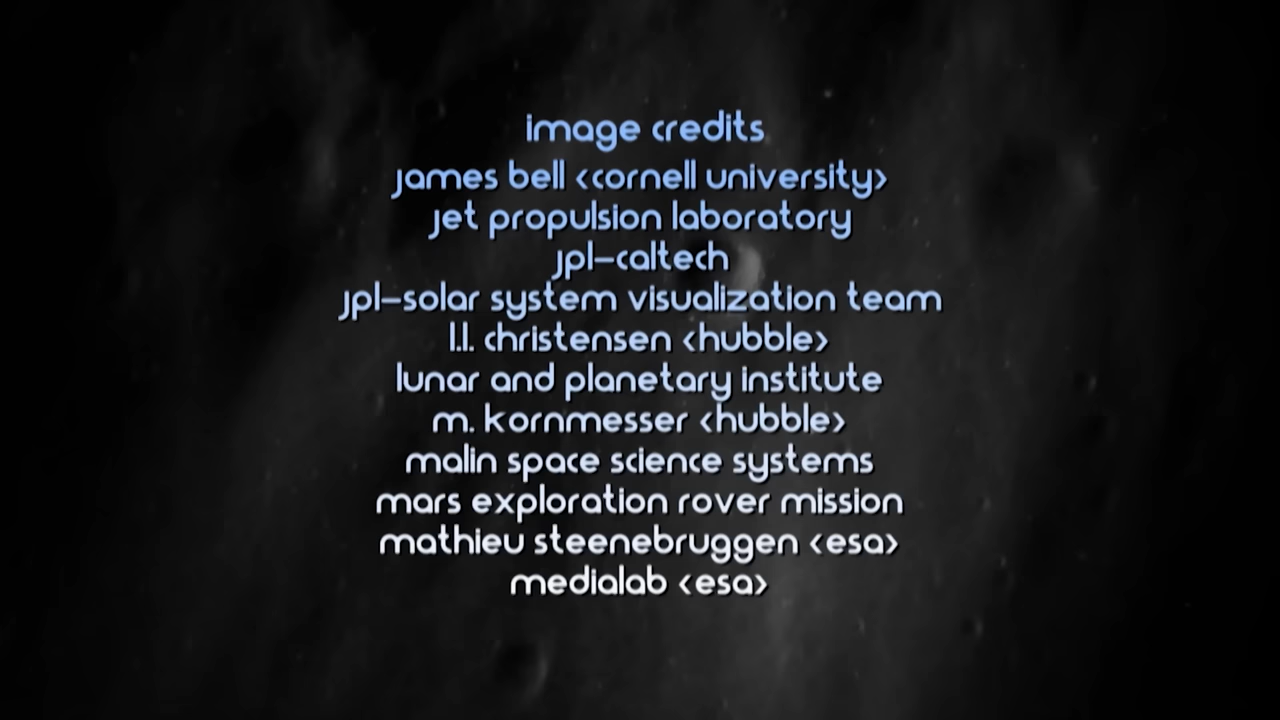 image credits
james bell <cornell university>
jet propulsion laboratory
jpl-caltech
jpl-solar system visualization team
l.l. christensen <hubble>
lunar and planetary institute
m. kornmesser <hubble>
malin space science systems
mars exploration rover mission
mathieu steenebruggen <esa>
medialab <esa>